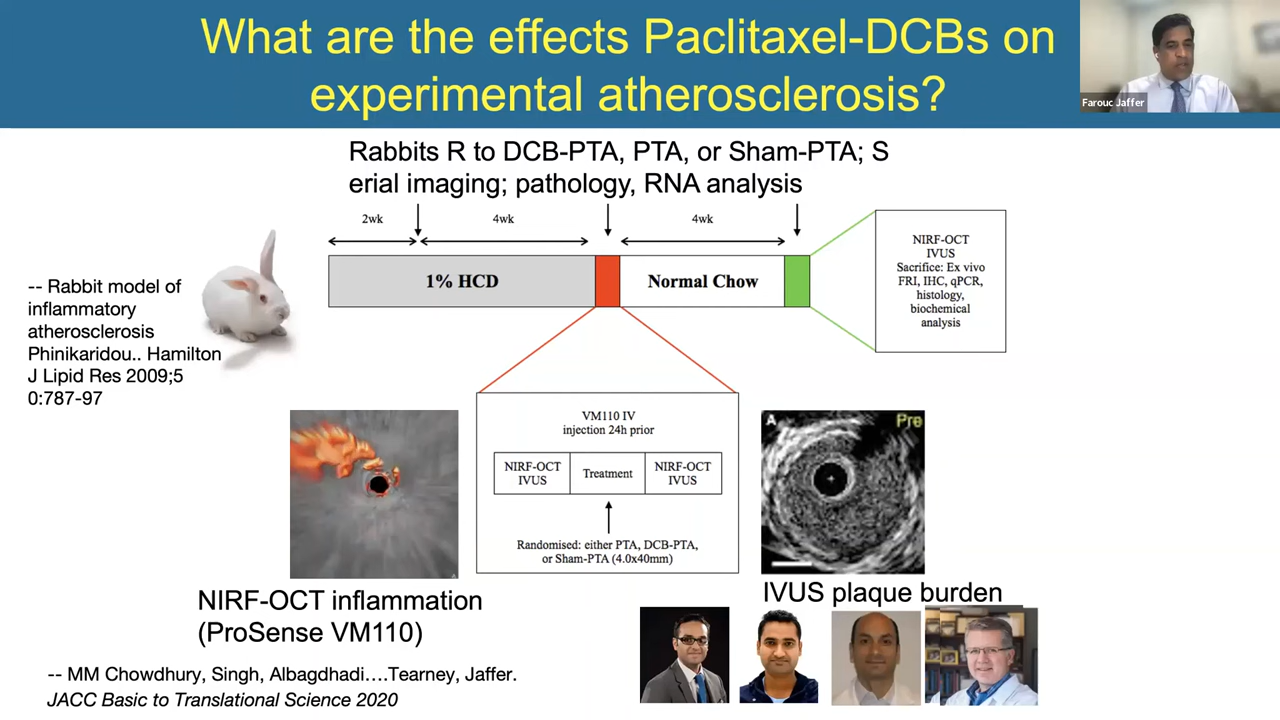 What are the effects Paclitaxel-DCBs on
experimental atherosclerosis?
Farouc Jaffer
Rabbits R to DCB-PTA, PTA, or Sham-PTA; S
erial imaging; pathology, RNA analysis
2wk
4wk
4wk
1% HCD
Normal Chow
NIRF-OCT
IVUS
Sacrifice: Ex vivo
FRI, IHC, qPCR,
histology,
biochemical
analysis
-- Rabbit model of
inflammatory
atherosclerosis
Phinikaridou.. Hamilton
J Lipid Res 2009;5
0:787-97
VM110 IV
injection 24h prior
NIRF-OCT
IVUS
Treatment
NIRF-OCT
IVUS
Randomised: either PTA, DCB-PTA,
or Sham-PTA (4.0x40mm)
A
Pre
NIRF-OCT inflammation
(ProSense VM110)
IVUS plaque burden
-- MM Chowdhury, Singh, Albagdhadi….Tearney, Jaffer.
JACC Basic to Translational Science 2020